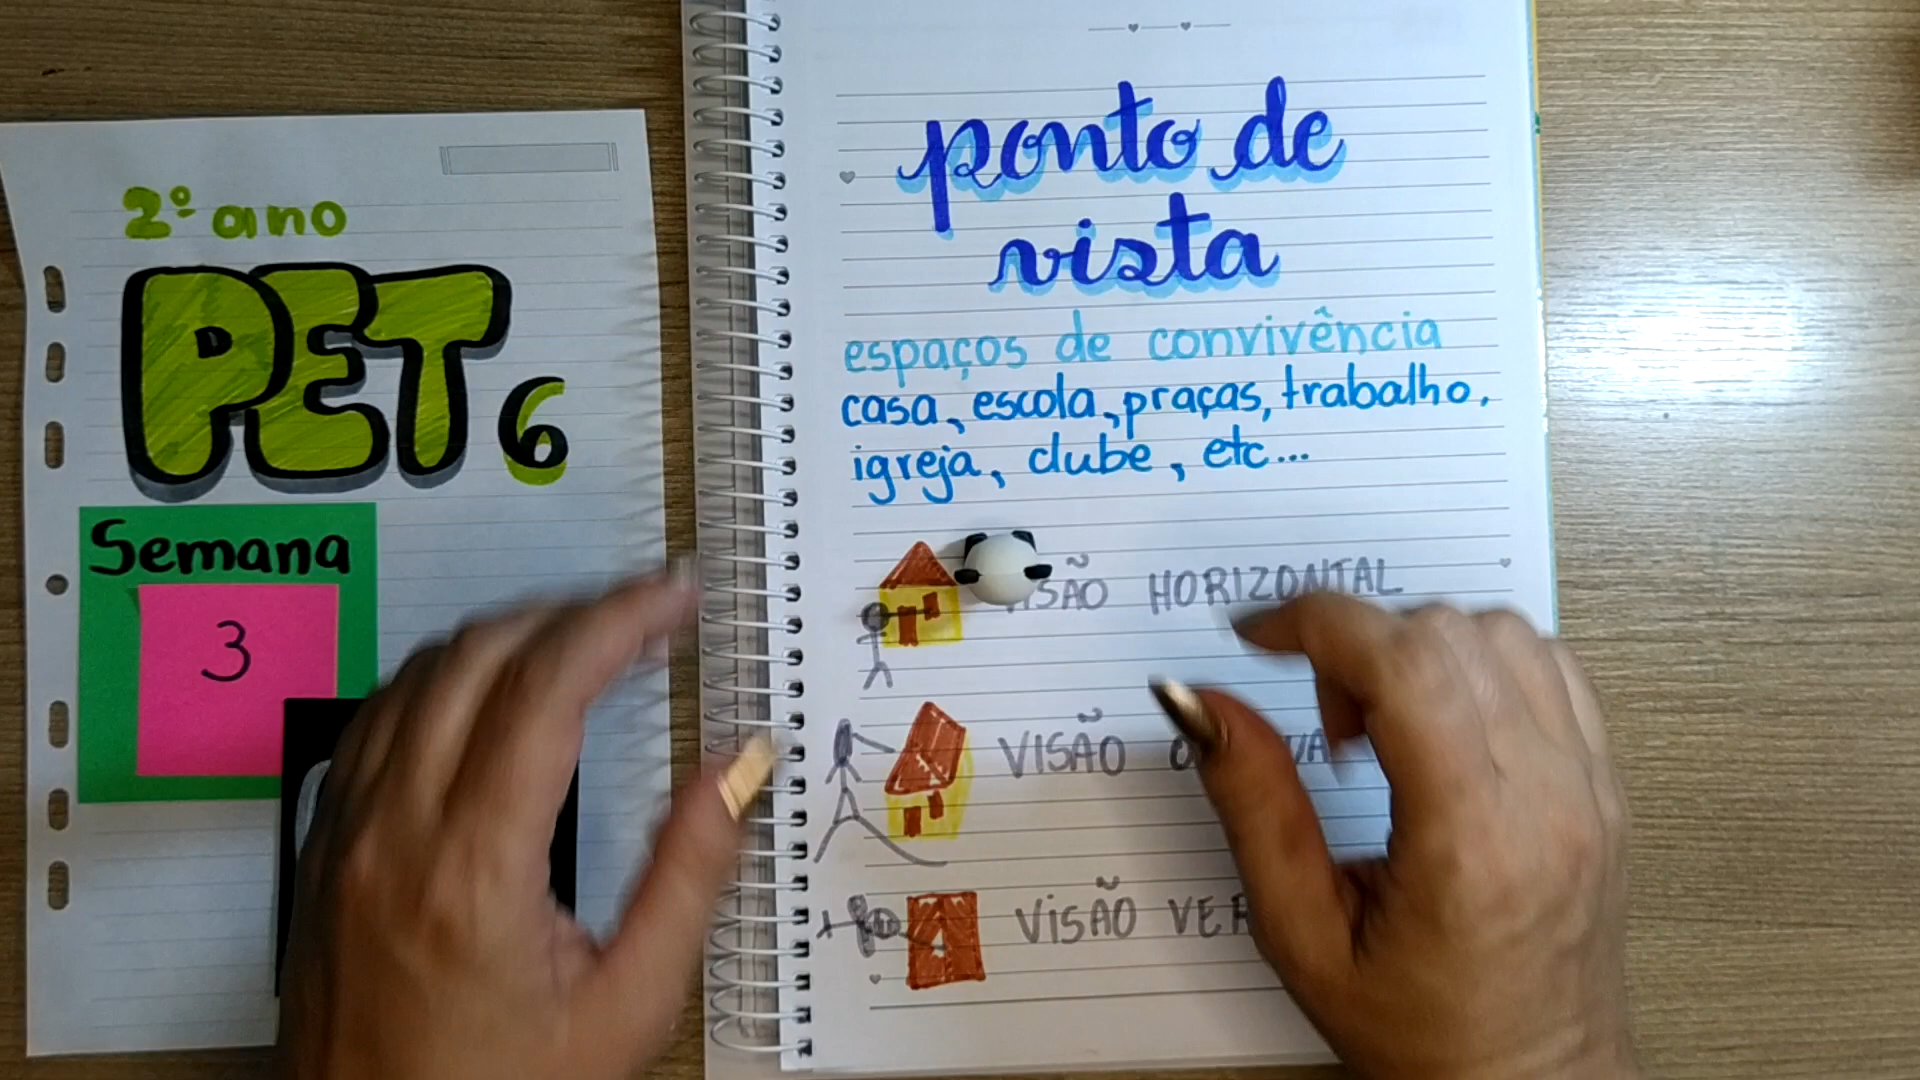 2º ano
PET 6
Semana
3
ponto de
vista
espaços de convivência
casa, escola, praças, trabalho,
igreja, clube, etc...
HORIZONTAL
VISÃO
VISÃO